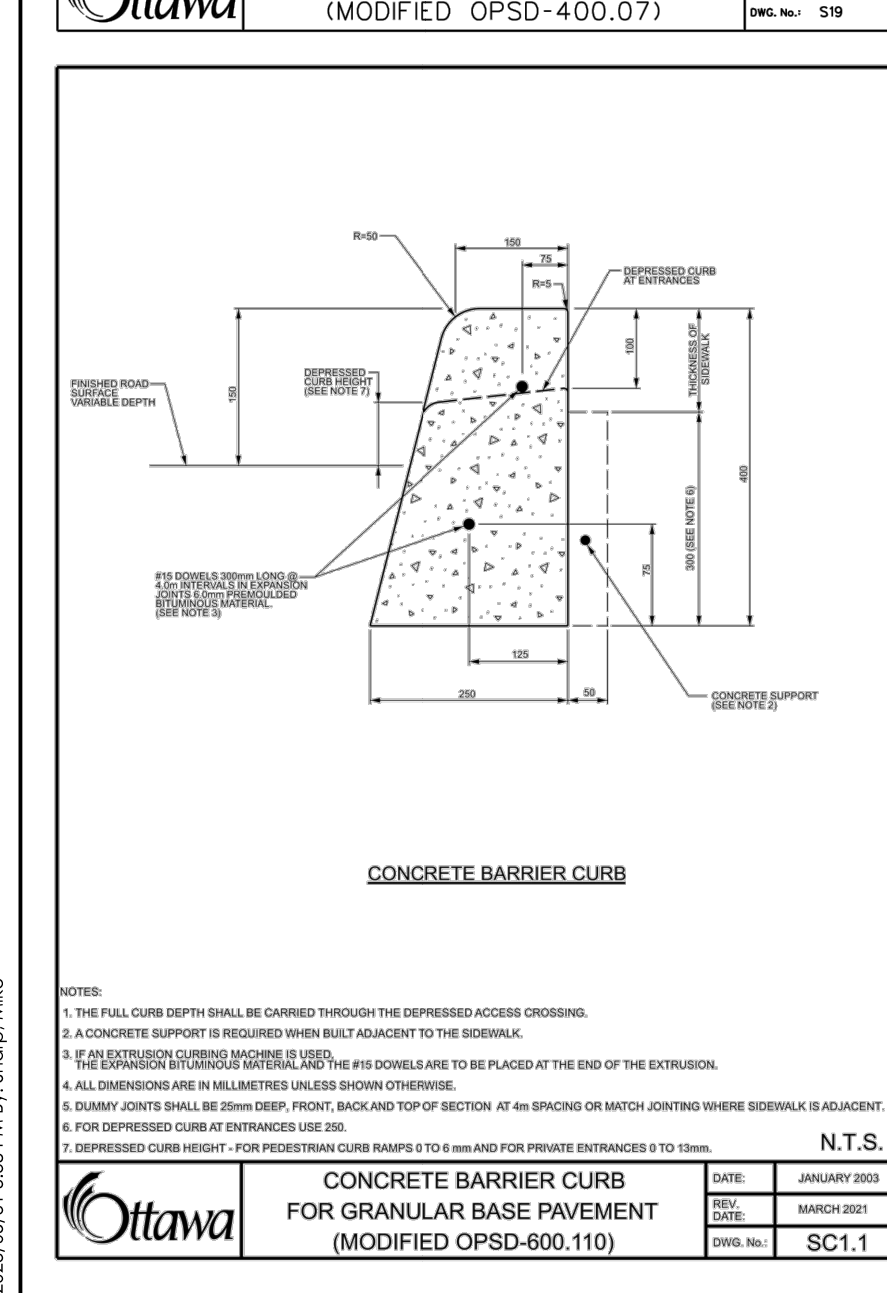 Ottawa
(MODIFIED OPSD-400.07)
DWG. No.: S19
R=50
150
75
R=5
DEPRESSED CURB
AT ENTRANCES
FINISHED ROAD
SURFACE
VARIABLE DEPTH
150
DEPRESSED
CURB HEIGHT
(SEE NOTE 7)
100
THICKNESS OF
SIDEWALK
400
300 (SEE NOTE 6)
75
#15 DOWELS 300mm LONG @
4.0m INTERVALS IN EXPANSION
JOINTS 6.0mm PREMOULDED
BITUMINOUS MATERIAL.
(SEE NOTE 3)
125
250
50
CONCRETE SUPPORT
(SEE NOTE 2)
CONCRETE BARRIER CURB
NOTES:
1. THE FULL CURB DEPTH SHALL BE CARRIED THROUGH THE DEPRESSED ACCESS CROSSING.
2. A CONCRETE SUPPORT IS REQUIRED WHEN BUILT ADJACENT TO THE SIDEWALK.
3. IF AN EXTRUSION CURBING MACHINE IS USED,
THE EXPANSION BITUMINOUS MATERIAL AND THE #15 DOWELS ARE TO BE PLACED AT THE END OF THE EXTRUSION.
4. ALL DIMENSIONS ARE IN MILLIMETRES UNLESS SHOWN OTHERWISE.
5. DUMMY JOINTS SHALL BE 25mm DEEP, FRONT, BACK AND TOP OF SECTION AT 4m SPACING OR MATCH JOINTING WHERE SIDEWALK IS ADJACENT.
6. FOR DEPRESSED CURB AT ENTRANCES USE 250.
7. DEPRESSED CURB HEIGHT - FOR PEDESTRIAN CURB RAMPS 0 TO 6 mm AND FOR PRIVATE ENTRANCES 0 TO 13mm.
N.T.S.
Ottawa
CONCRETE BARRIER CURB
FOR GRANULAR BASE PAVEMENT
(MODIFIED OPSD-600.110)
DATE: JANUARY 2003
REV.
DATE: MARCH 2021
DWG. No.: SC1.1